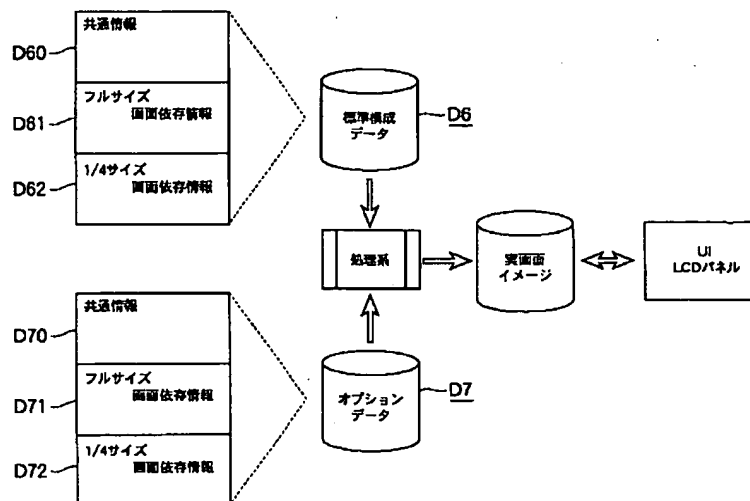 共通情報
D60
フルサイズ
画面依存情報
D61
1/4サイズ
画面依存情報
D62
標準構成
データ
D6
処理系
実画面
イメージ
UI
LCDパネル
共通情報
D70
フルサイズ
画面依存情報
D71
1/4サイズ
画面依存情報
D72
オプション
データ
D7